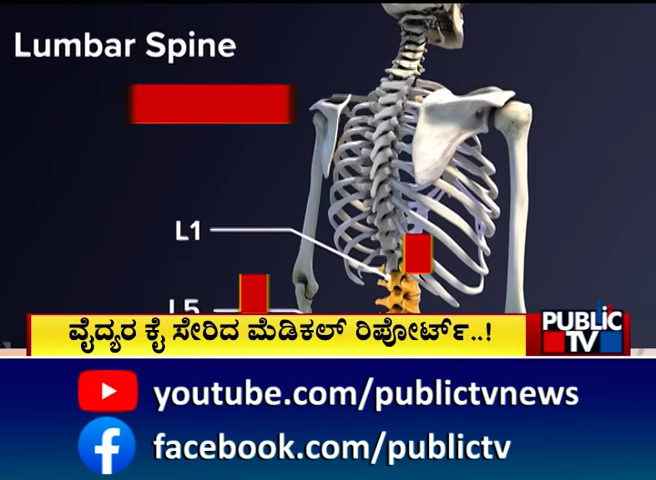 Lumbar Spine
L1
L5
ವೈದ್ಯರ ಕೈ ಸೇರಿದ ಮೆಡಿಕಲ್ ರಿಪೋರ್ಟ್..!
PUBLIC
TV
youtube.com/publictvnews
facebook.com/publictv